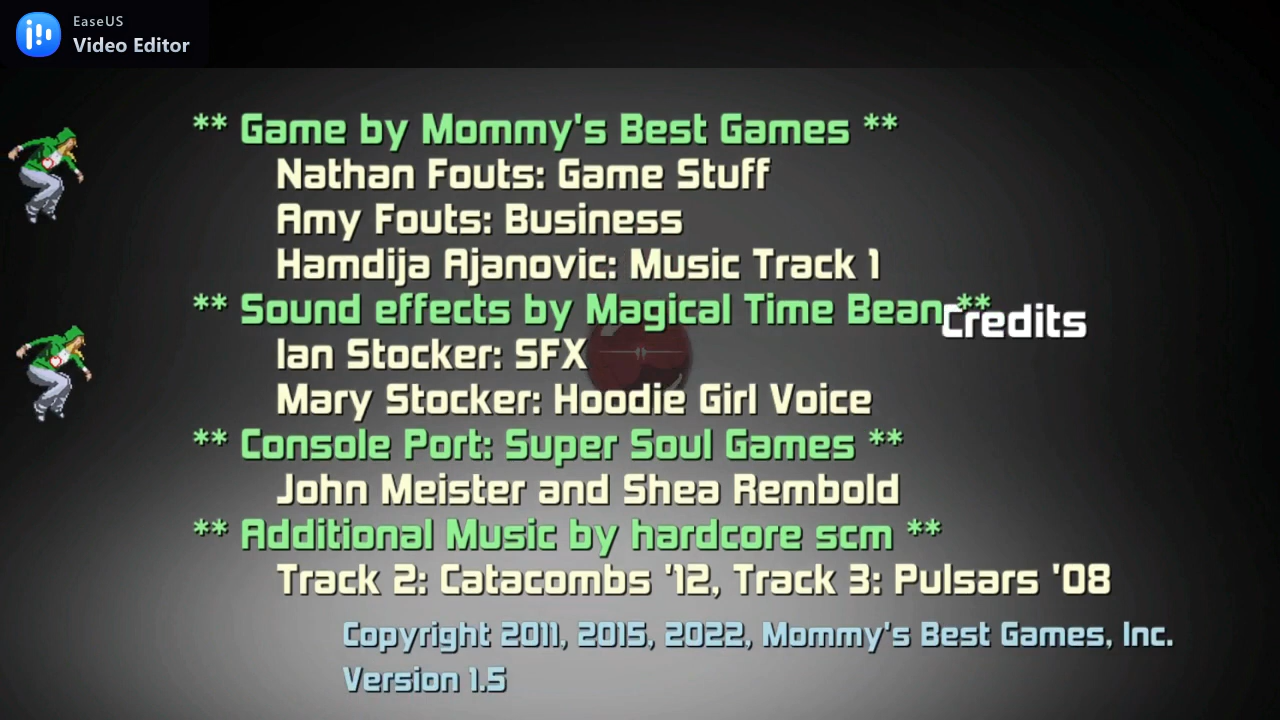 EaseUS
Video Editor
** Game by Mommy's Best Games **
Nathan Fouts: Game Stuff
Amy Fouts: Business
Hamdija Ajanovic: Music Track 1
** Sound effects by Magical Time Bean **
Credits
Ian Stocker: SFX
Mary Stocker: Hoodie Girl Voice
** Console Port: Super Soul Games **
John Meister and Shea Rembold
** Additional Music by hardcore scm **
Track 2: Catacombs '12, Track 3: Pulsars '08
Copyright 2011, 2015, 2022, Mommy's Best Games, Inc.
Version 1.5